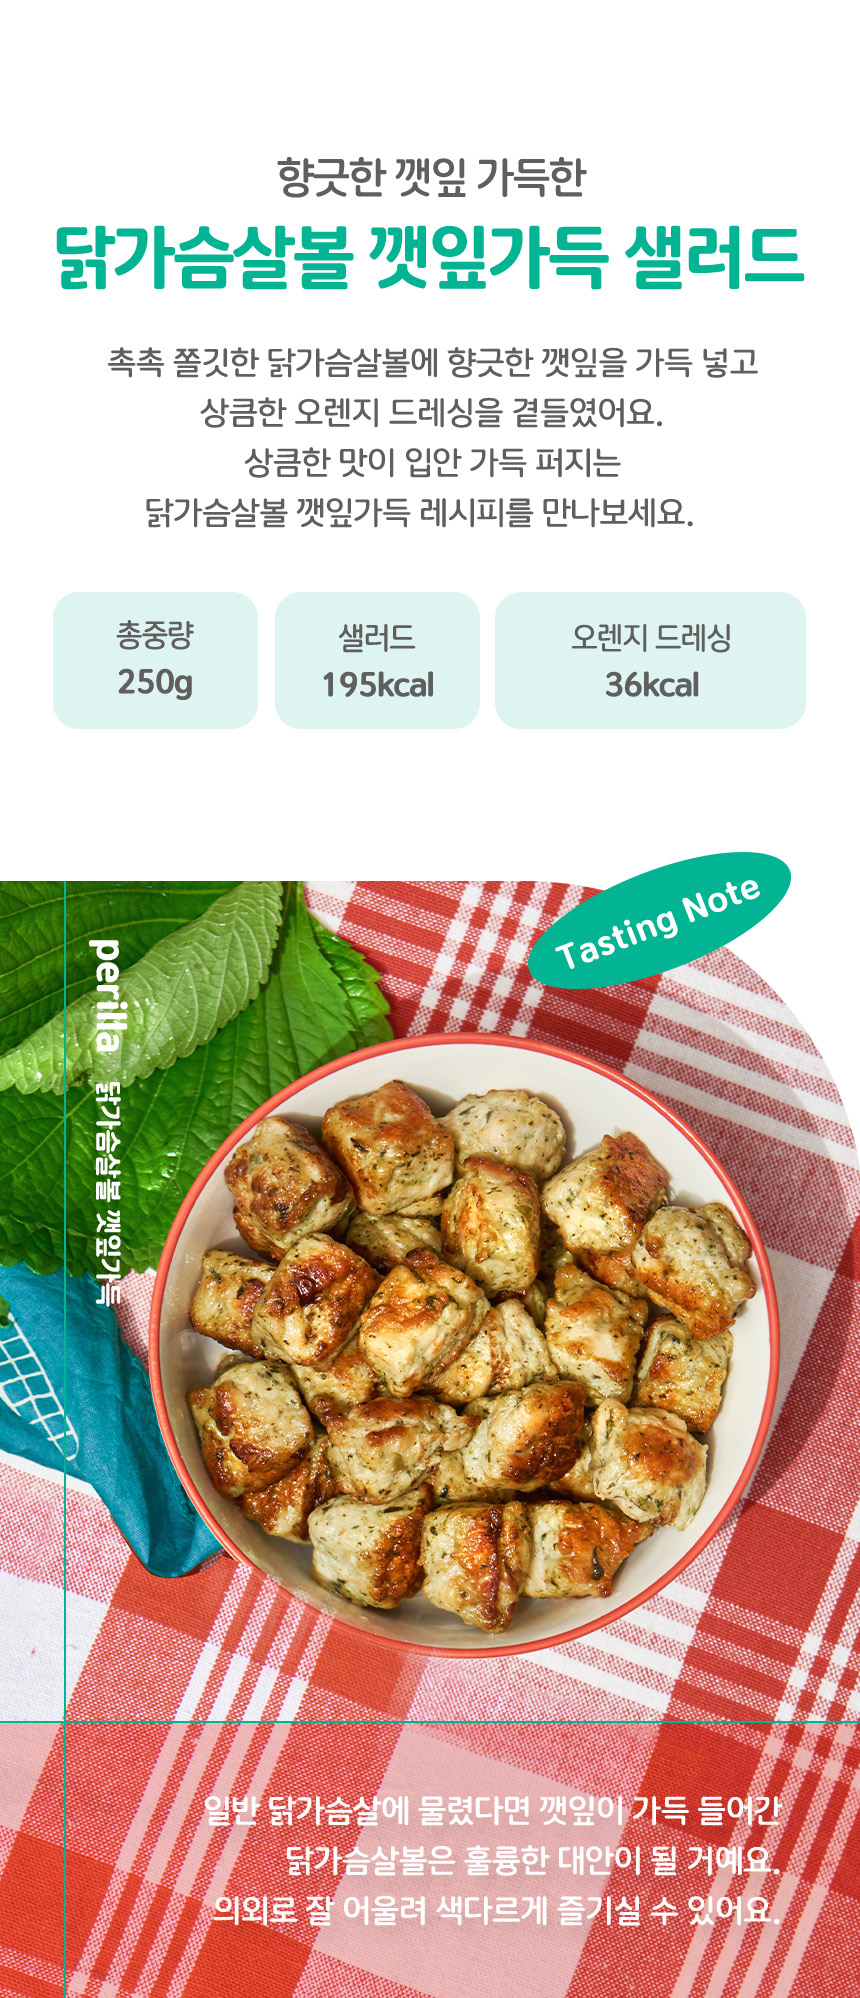 향긋한 깻잎 가득한
닭가슴살볼 깻잎가득 샐러드
촉촉 쫄깃한 닭가슴살볼에 향긋한 깻잎을 가득 넣고
상큼한 오렌지 드레싱을 곁들였어요.
상큼한 맛이 입안 가득 퍼지는
닭가슴살볼 깻잎가득 레시피를 만나보세요.
총중량
250g
샐러드
195kcal
오렌지 드레싱
36kcal
Tasting Note
perilla 닭가슴살볼 깻잎가득
일반 닭가슴살에 물렸다면 깻잎이 가득 들어간
닭가슴살볼은 훌륭한 대안이 될 거예요.
의외로 잘 어울려 색다르게 즐기실 수 있어요.